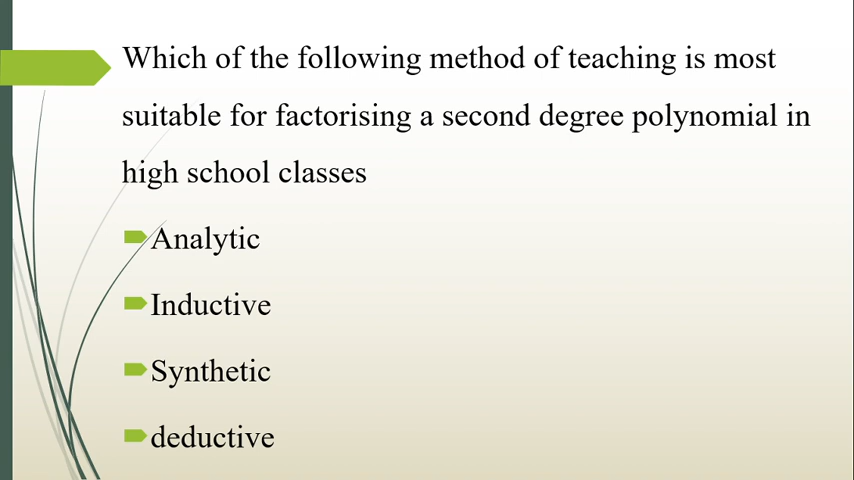 Which of the following method of teaching is most
suitable for factorising a second degree polynomial in
high school classes
Analytic
Inductive
Synthetic
deductive